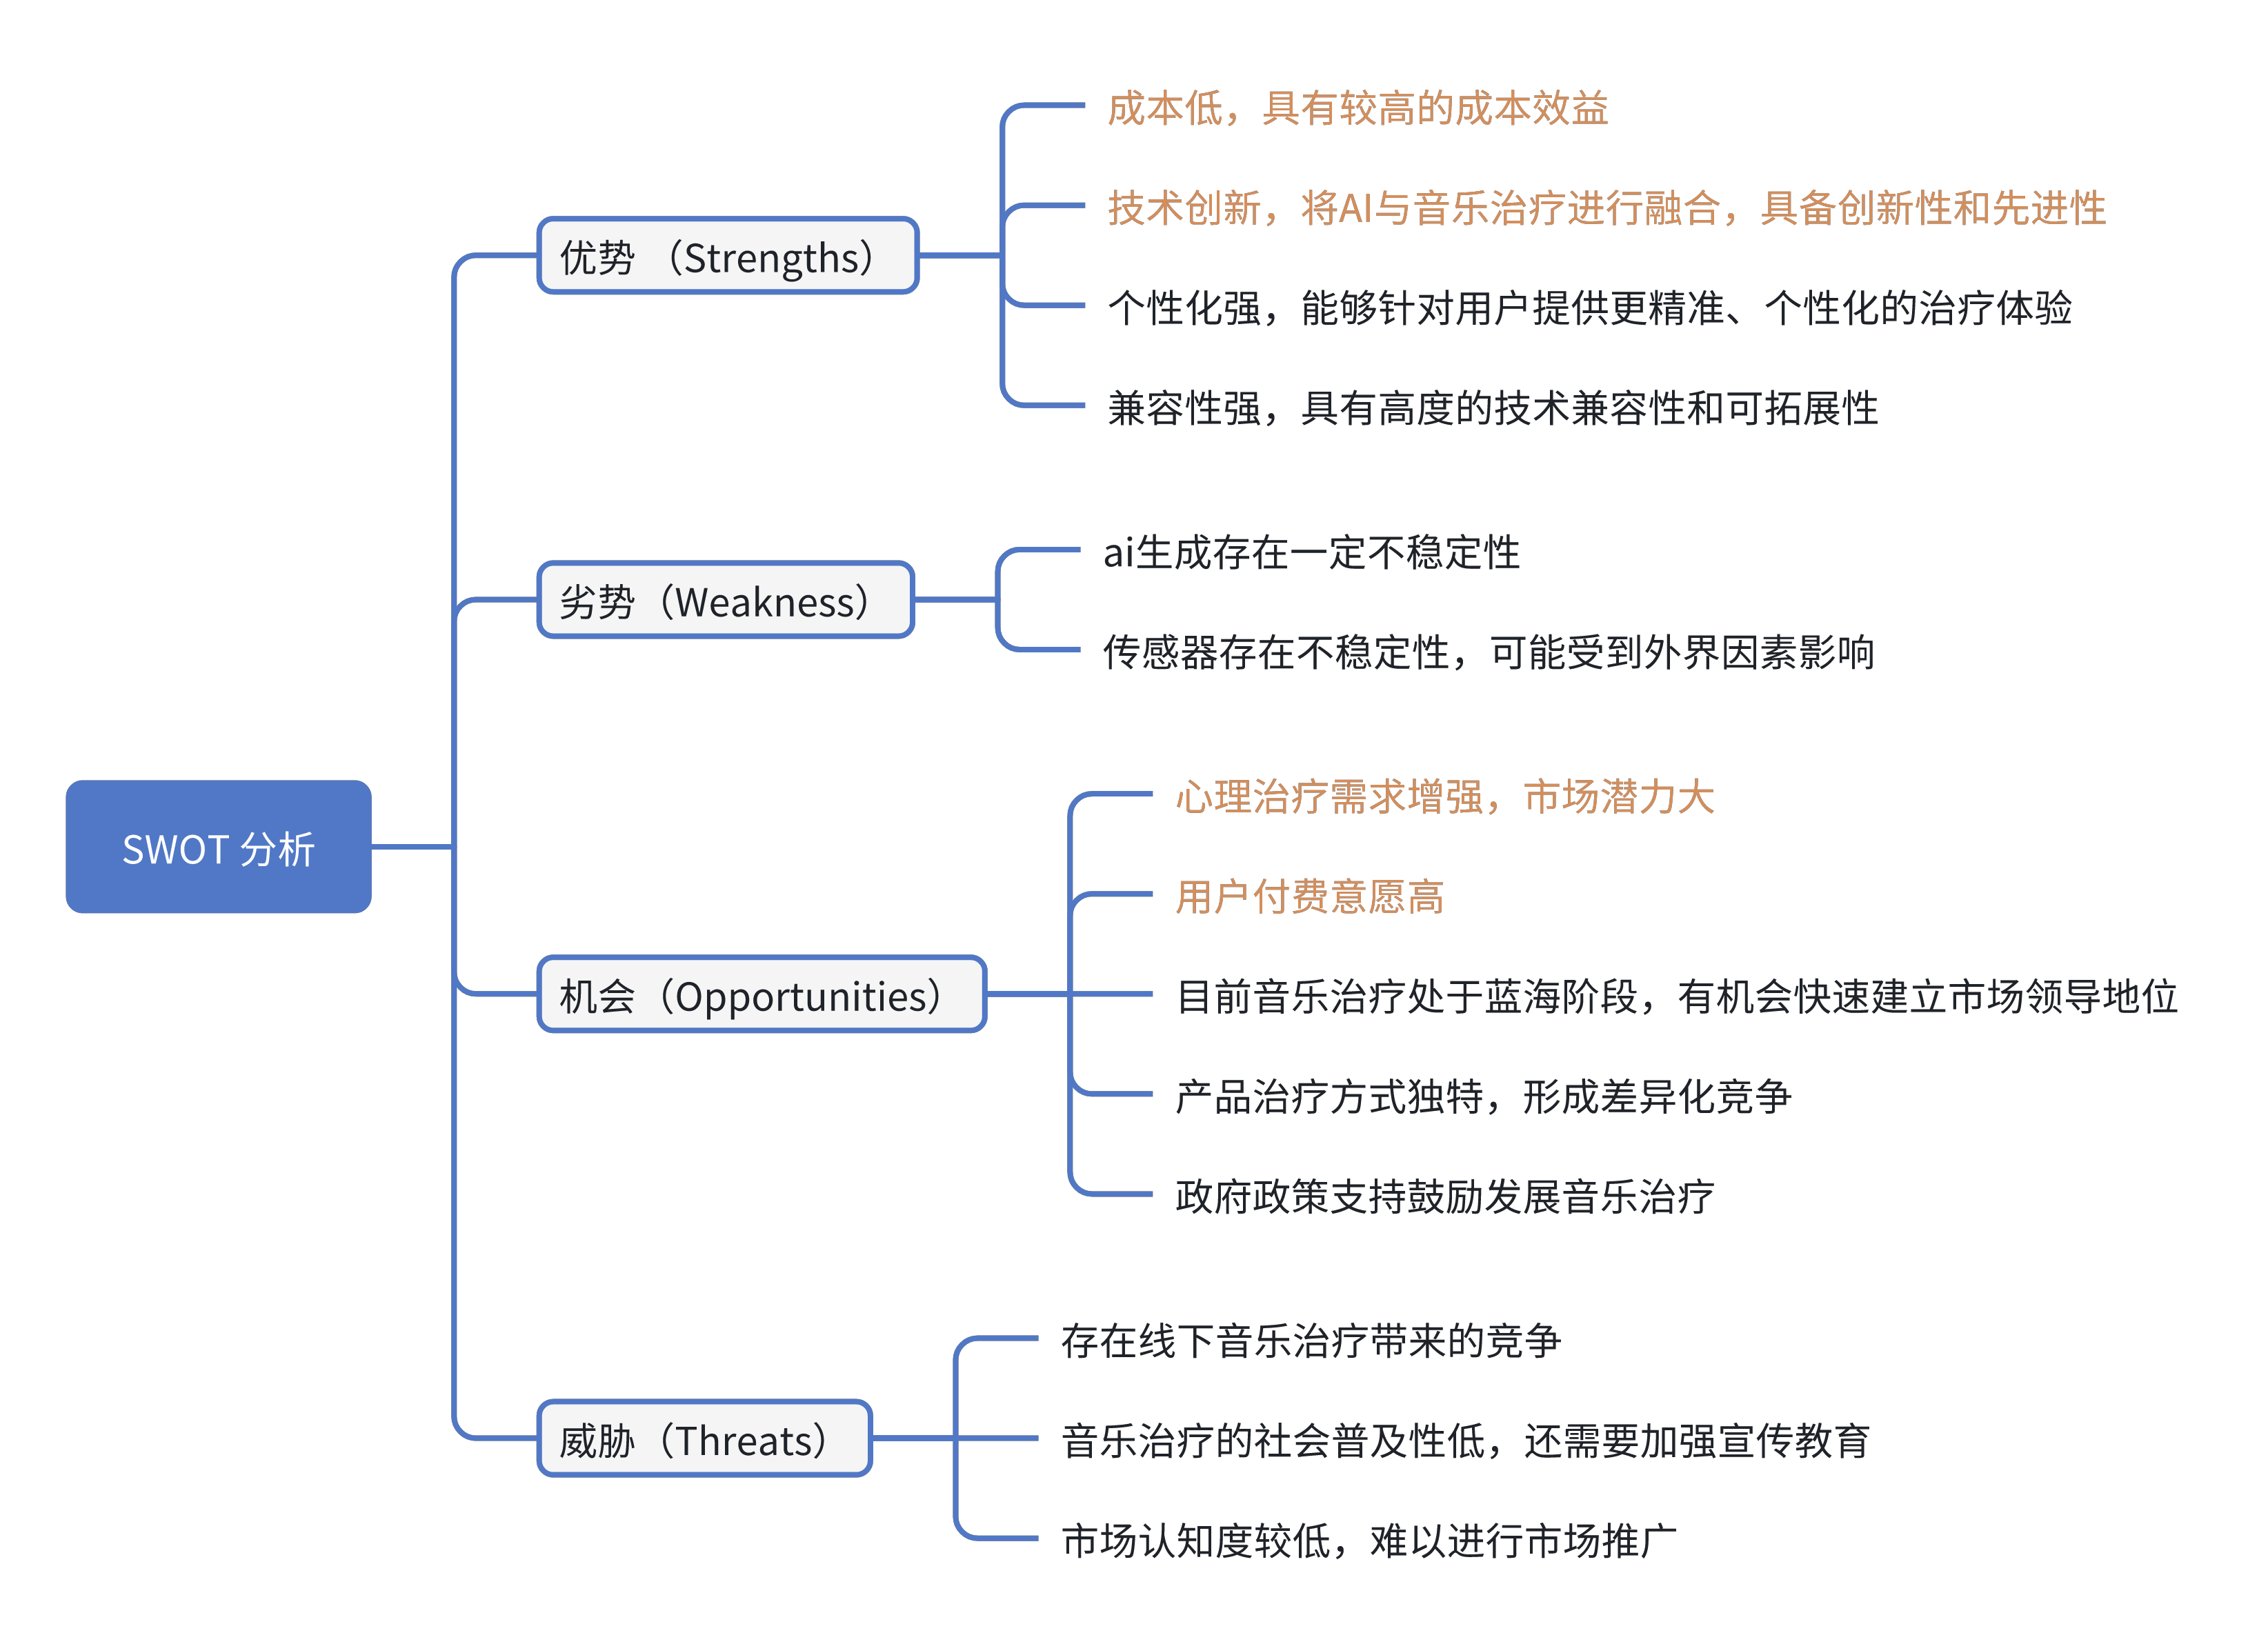 SWOT 分析
优势 （Strengths）
成本低，具有较高的成本效益
技术创新，将AI与音乐治疗进行融合，具备创新性和先进性
个性化强，能够针对用户提供更精准、个性化的治疗体验
兼容性强，具有高度的技术兼容性和可拓展性
劣势（Weakness）
ai生成存在一定不稳定性
传感器存在不稳定性，可能受到外界因素影响
机会（Opportunities）
心理治疗需求增强，市场潜力大
用户付费意愿高
目前音乐治疗处于蓝海阶段，有机会快速建立市场领导地位
产品治疗方式独特，形成差异化竞争
政府政策支持鼓励发展音乐治疗
威胁（Threats）
存在线下音乐治疗带来的竞争
音乐治疗的社会普及性低，还需要加强宣传教育
市场认知度较低，难以进行市场推广